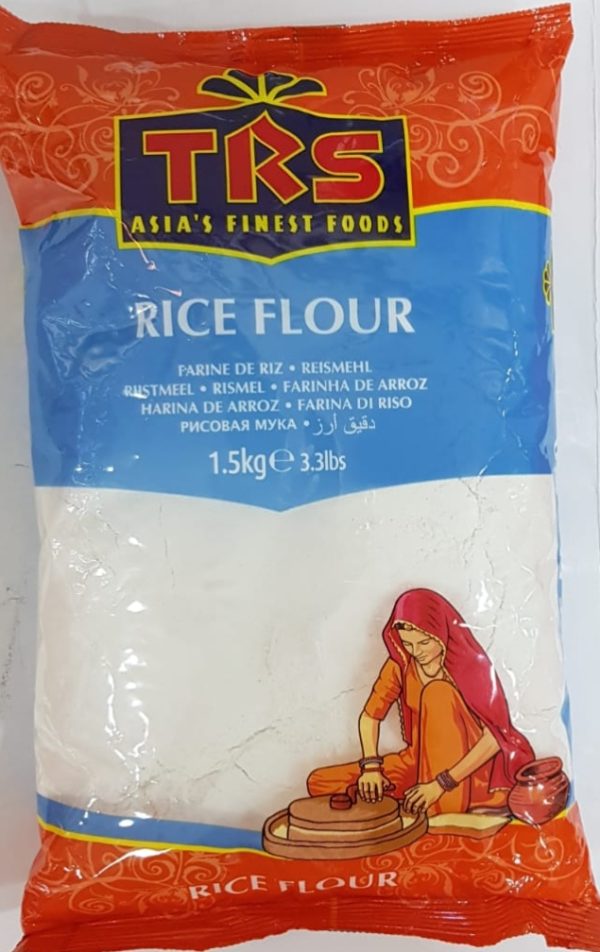 TRS
ASIA'S FINEST FOODS
RICE FLOUR
FARINE DE RIZ • REISMEHL
RIJSTMEEL • RISMEL • FARINHA DE ARROZ
HARINA DE ARROZ • FARINA DI RISO
РИСОВАЯ МУКА • دقيق أرز
1.5kg℮ 3.3lbs
RICE FLOUR